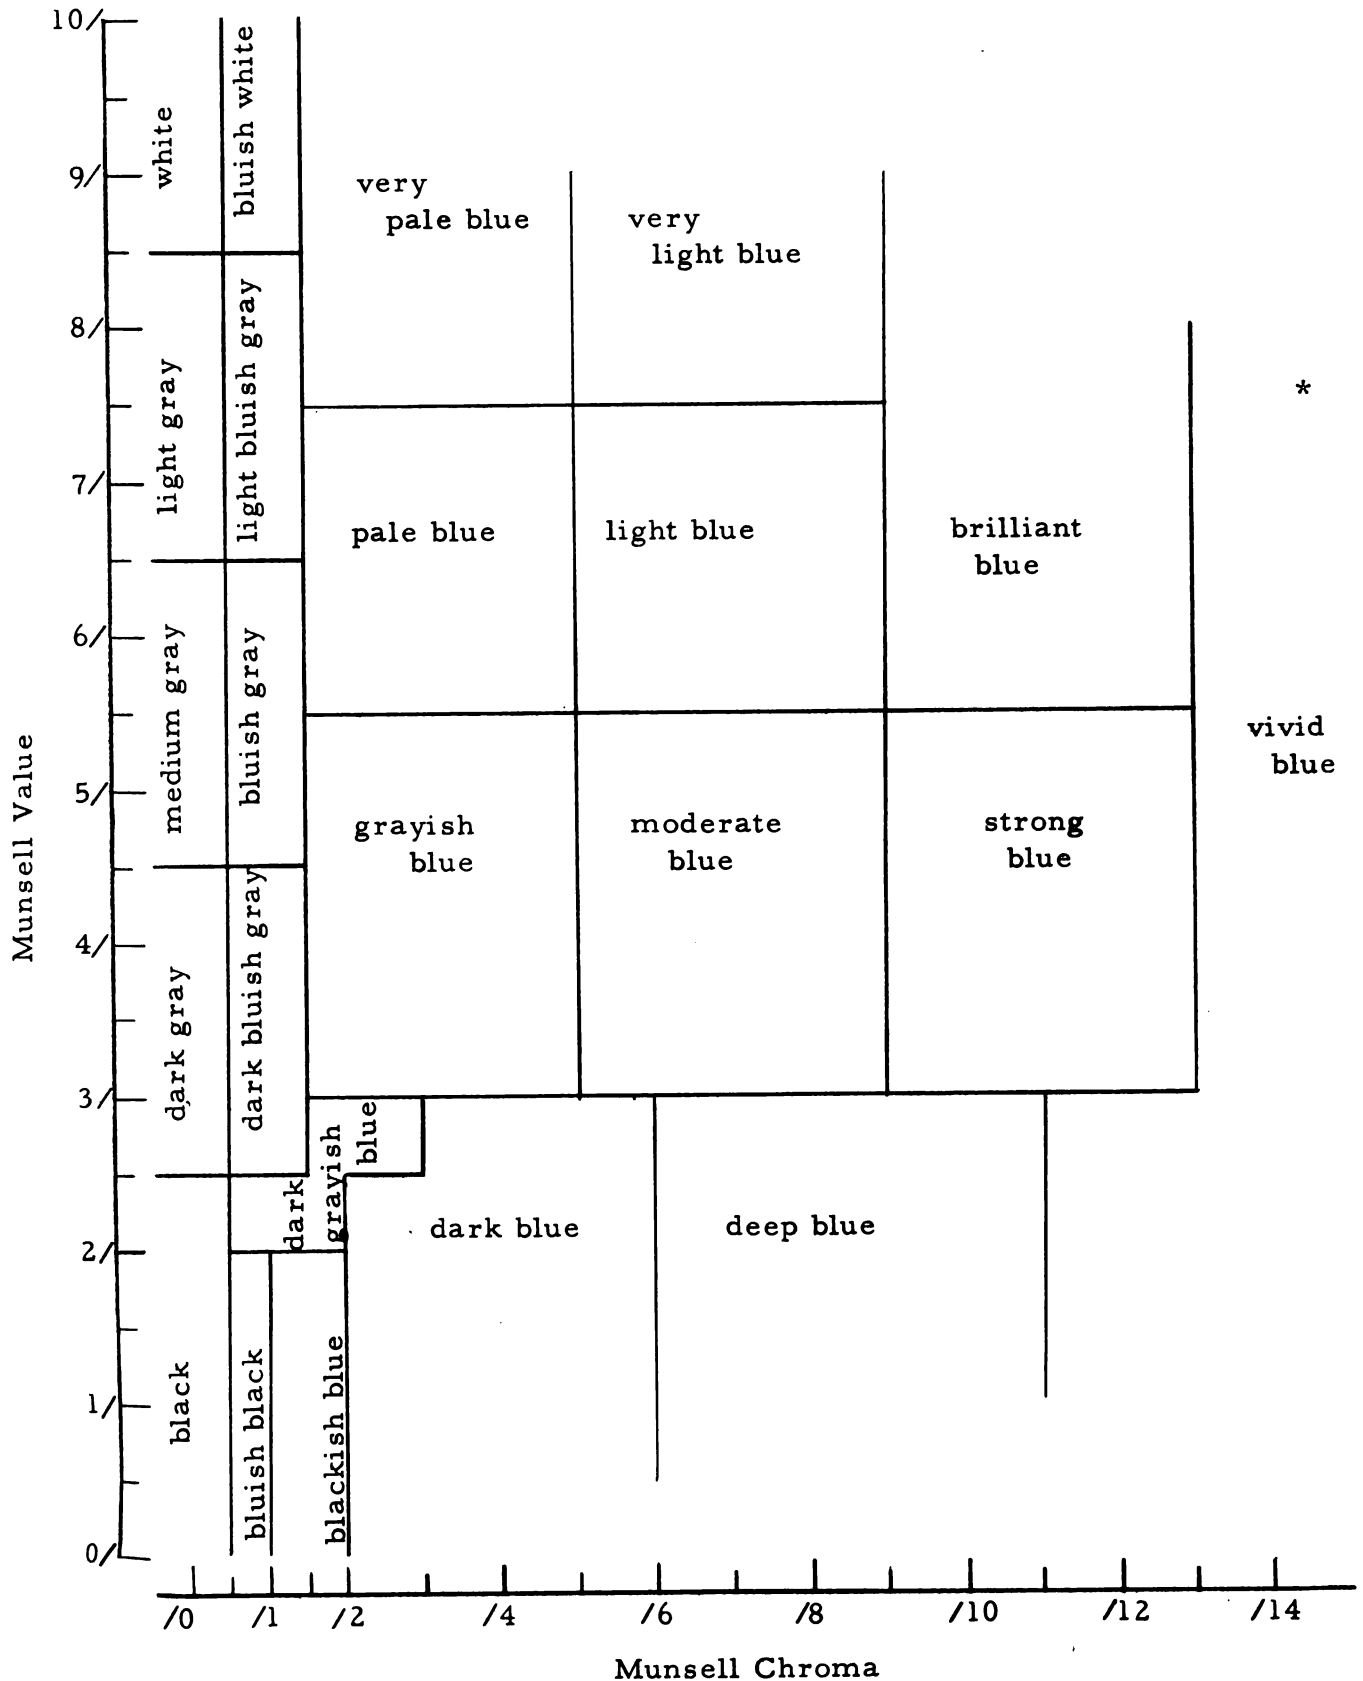 10/
9/
8/
7/
6/
5/
4/
3/
2/
1/
0/
Munsell Value
white
light gray
medium gray
dark gray
black
bluish white
light bluish gray
bluish gray
dark bluish gray
bluish black
blackish blue
dark
grayish
blue
very
pale blue
very
light blue
*
pale blue
light blue
brilliant
blue
vivid
blue
grayish
blue
moderate
blue
strong
blue
dark blue
deep blue
/0 /1 /2 /4 /6 /8 /10 /12 /14
Munsell Chroma